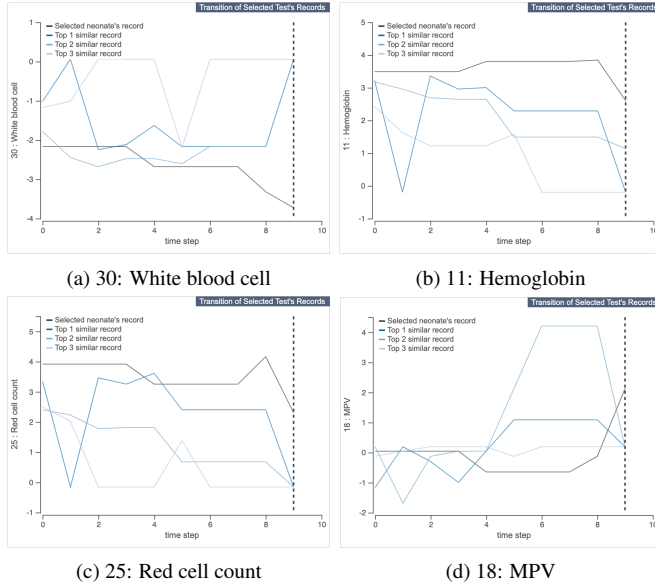 Transition of Selected Test's Records
Selected neonate's record
Top 1 similar record
Top 2 similar record
Top 3 similar record
30 : White blood cell
1
0
-1
-2
-3
-4
0 2 4 6 8 10
time step
(a) 30: White blood cell
Transition of Selected Test's Records
Selected neonate's record
Top 1 similar record
Top 2 similar record
Top 3 similar record
11 : Hemoglobin
5
4
3
2
1
0
-1
0 2 4 6 8 10
time step
(b) 11: Hemoglobin
Transition of Selected Test's Records
Selected neonate's record
Top 1 similar record
Top 2 similar record
Top 3 similar record
25 : Red cell count
5
4
3
2
1
0
-1
0 2 4 6 8 10
time step
(c) 25: Red cell count
Transition of Selected Test's Records
Selected neonate's record
Top 1 similar record
Top 2 similar record
Top 3 similar record
18 : MPV
4
3
2
1
0
-1
-2
0 2 4 6 8 10
time step
(d) 18: MPV